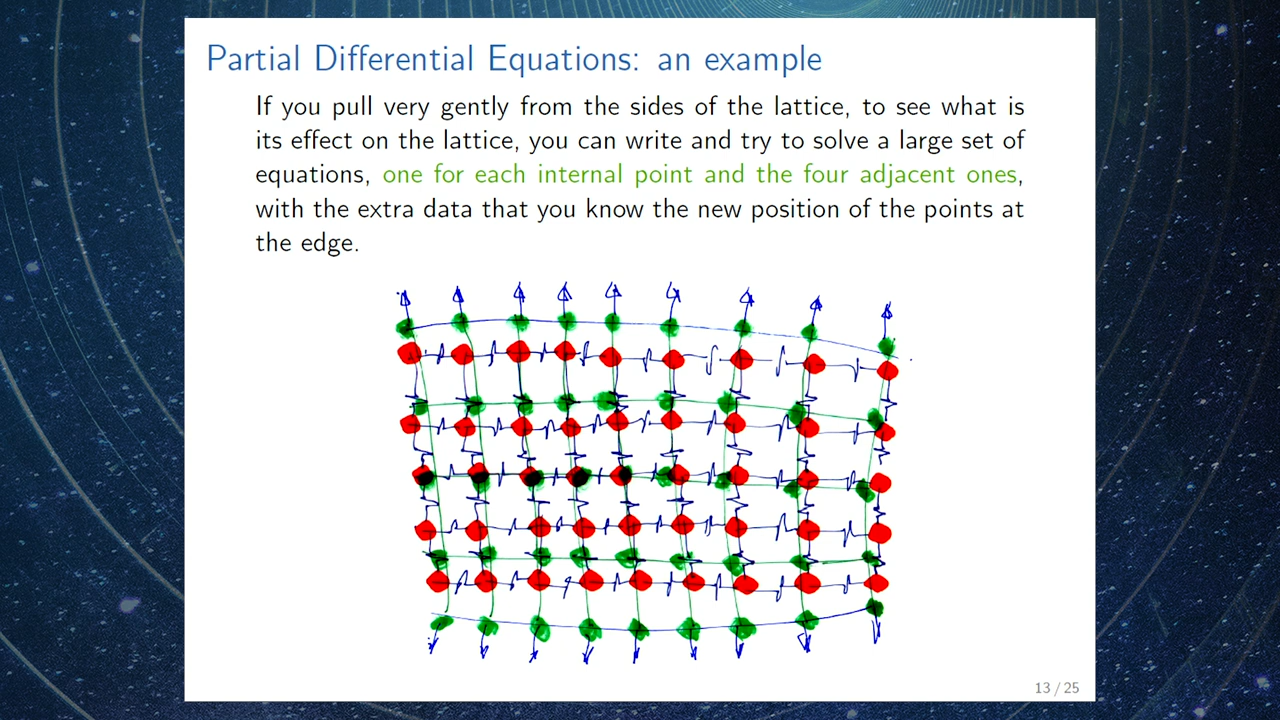 Partial Differential Equations: an example
If you pull very gently from the sides of the lattice, to see what is
its effect on the lattice, you can write and try to solve a large set of
equations, one for each internal point and the four adjacent ones,
with the extra data that you know the new position of the points at
the edge.
13 / 25